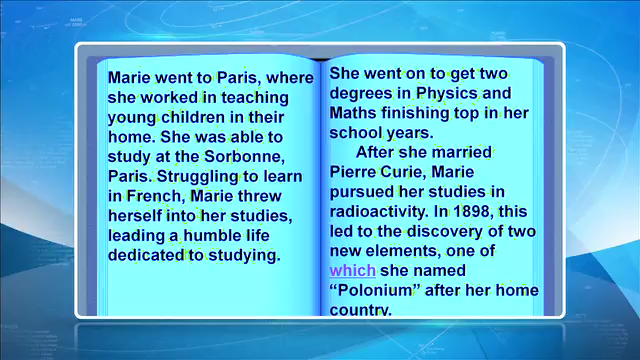 Marie went to Paris, where
she worked in teaching
young children in their
home. She was able to
study at the Sorbonne,
Paris. Struggling to learn
in French, Marie threw
herself into her studies,
leading a humble life
dedicated to studying.
She went on to get two
degrees in Physics and
Maths finishing top in her
school years.
After she married
Pierre Curie, Marie
pursued her studies in
radioactivity. In 1898, this
led to the discovery of two
new elements, one of
which she named
“Polonium” after her home
country.